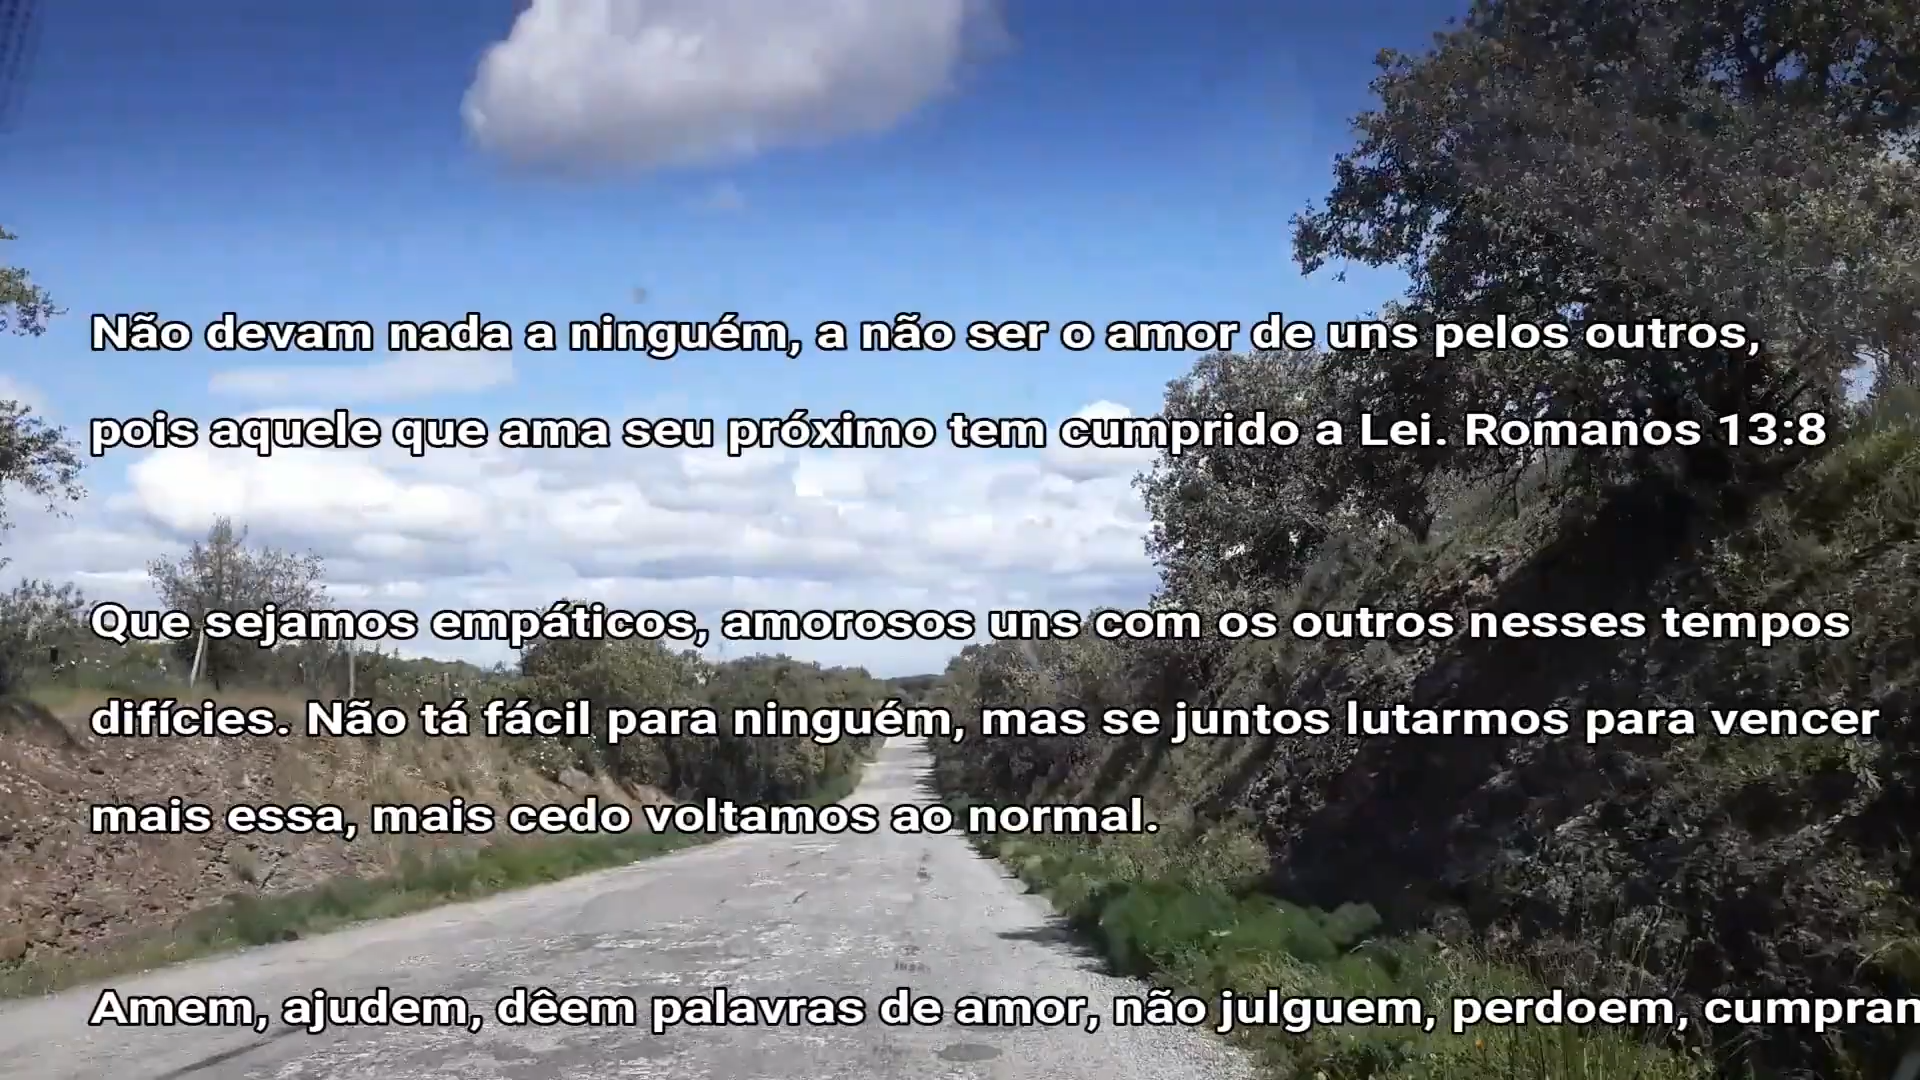 Não devam nada a ninguém, a não ser o amor de uns pelos outros,
pois aquele que ama seu próximo tem cumprido a Lei. Romanos 13:8
Que sejamos empáticos, amorosos uns com os outros nesses tempos
difícies. Não tá fácil para ninguém, mas se juntos lutarmos para vencer
mais essa, mais cedo voltamos ao normal.
Amem, ajudem, dêem palavras de amor, não julguem, perdoem,